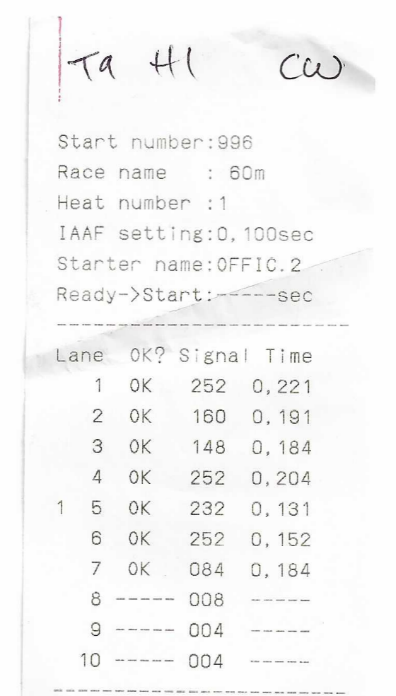 Ta H1 CW
Start number:996
Race name : 60m
Heat number :1
IAAF setting:0,100sec
Starter name:OFFIC.2
Ready->Start:-----sec
----------------------------
Lane OK? Signal Time
1 OK 252 0,221
2 OK 160 0,191
3 OK 148 0,184
4 OK 252 0,204
1 5 OK 232 0,131
6 OK 252 0,152
7 OK 084 0,184
8 ----- 008 -----
9 ----- 004 -----
10 ----- 004 -----
----------------------------